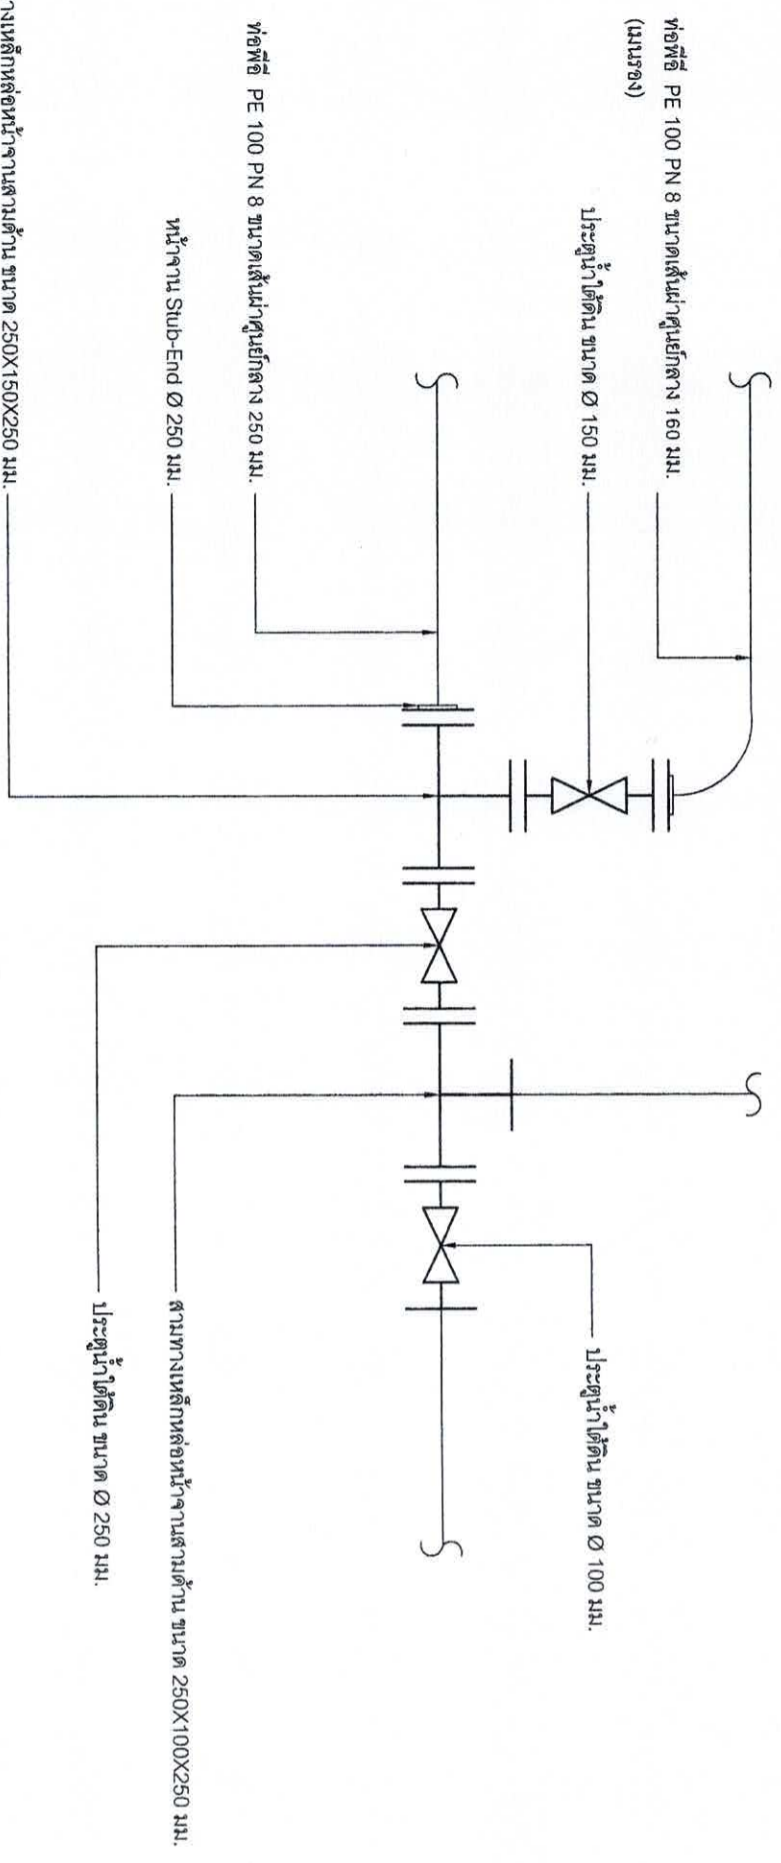 ท่อพีอี PE 100 PN 8 ขนาดเส้นผ่าศูนย์กลาง 160 มม.
(เมนรอง)
ประตูน้ำใต้ดิน ขนาด Ø 150 มม.
ท่อพีอี PE 100 PN 8 ขนาดเส้นผ่าศูนย์กลาง 250 มม.
หน้าจาน Stub-End Ø 250 มม.
างเหล็กหล่อหน้าจานสามด้าน ขนาด 250X150X250 มม.
ประตูน้ำใต้ดิน ขนาด Ø 100 มม.
สามทางเหล็กหล่อหน้าจานสามด้าน ขนาด 250X100X250 มม.
ประตูน้ำใต้ดิน ขนาด Ø 250 มม.